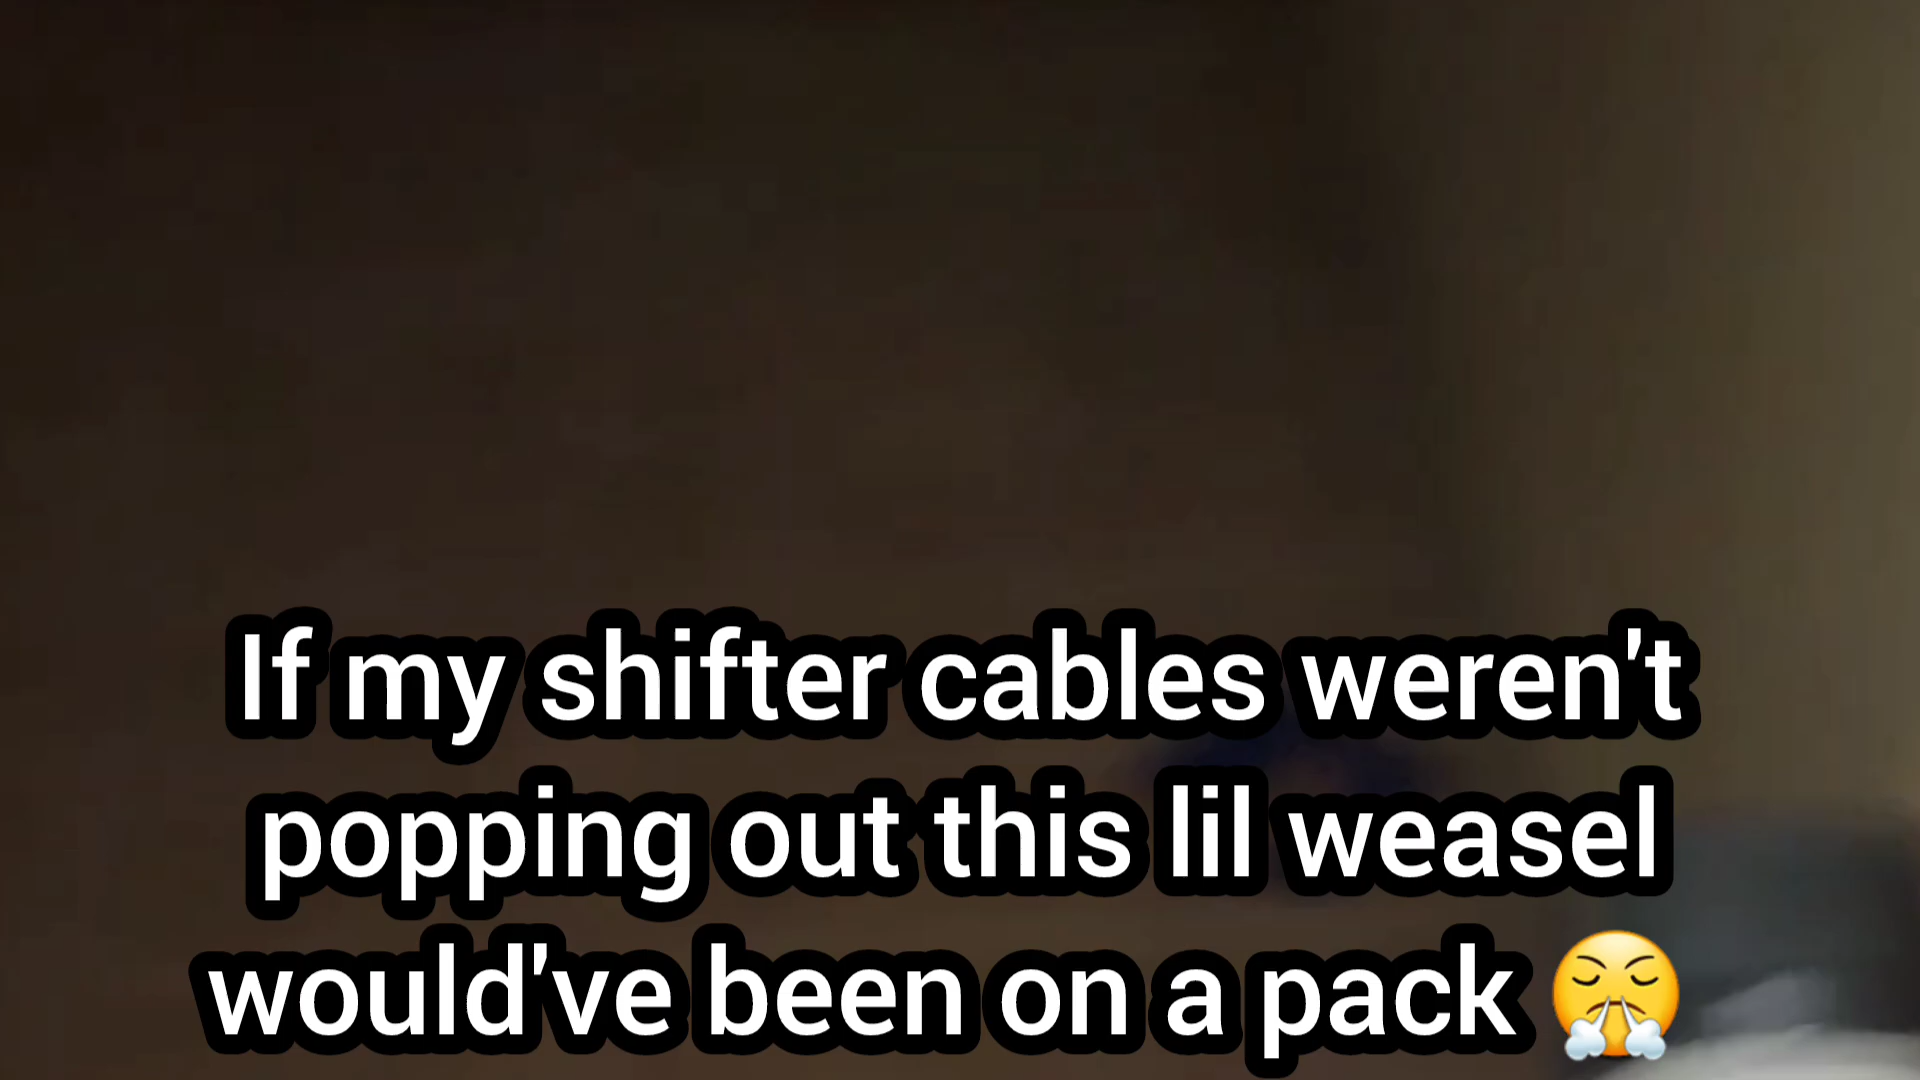 If my shifter cables weren't
popping out this lil weasel
would've been on a pack 😤